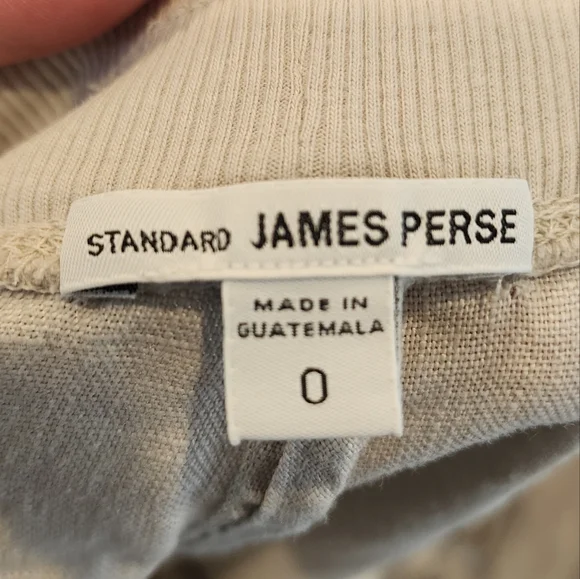 STANDARD JAMES PERSE
MADE IN
GUATEMALA
0